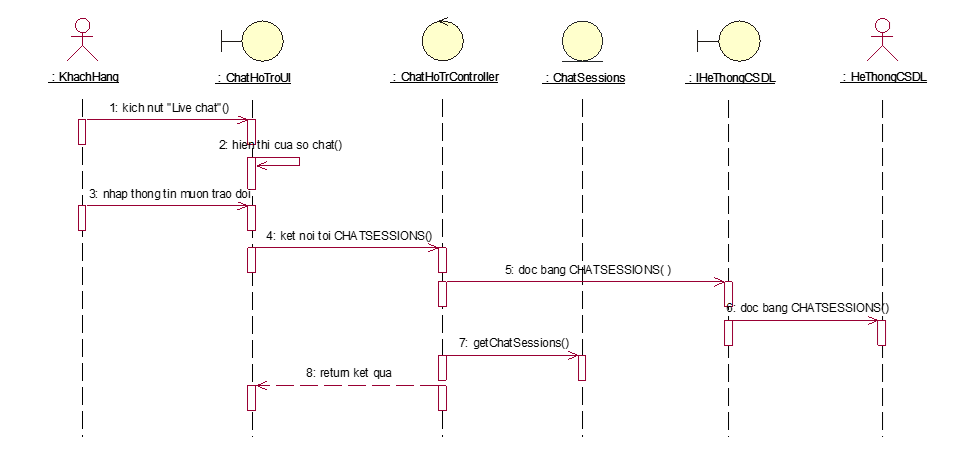 : KhachHang
: ChatHoTroUI
: ChatHoTrController
: ChatSessions
: IHeThongCSDL
: HeThongCSDL
1: kich nut "Live chat"()
2: hien thi cua so chat()
3: nhap thong tin muon trao doi
4: ket noi toi CHATSESSIONS()
5: doc bang CHATSESSIONS( )
6: doc bang CHATSESSIONS()
7: getChatSessions()
8: return ket qua